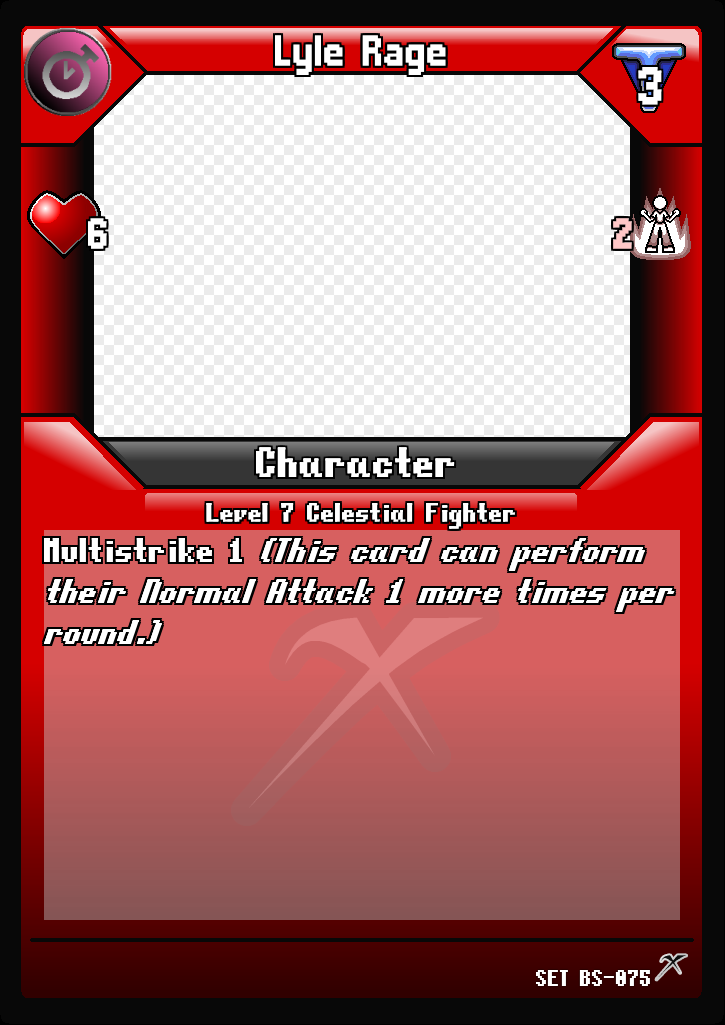 Lyle Rage
3
6
2
Character
Level 7 Celestial Fighter
Multistrike 1 (This card can perform
their Normal Attack 1 more times per
round.)
SET BS-075